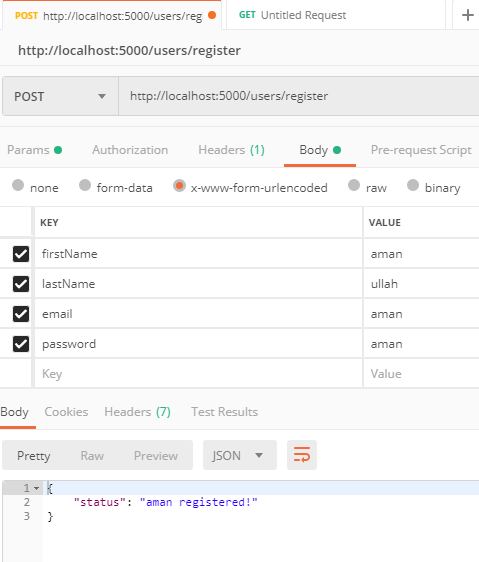 POST http://localhost:5000/users/reg GET Untitled Request +
http://localhost:5000/users/register
POST http://localhost:5000/users/register
Params Authorization Headers (1) Body Pre-request Script
none form-data x-www-form-urlencoded raw binary
KEY VALUE
firstName aman
lastName ullah
email aman
password aman
Key Value
Body Cookies Headers (7) Test Results
Pretty Raw Preview JSON
1 {
2 "status": "aman registered!"
3 }